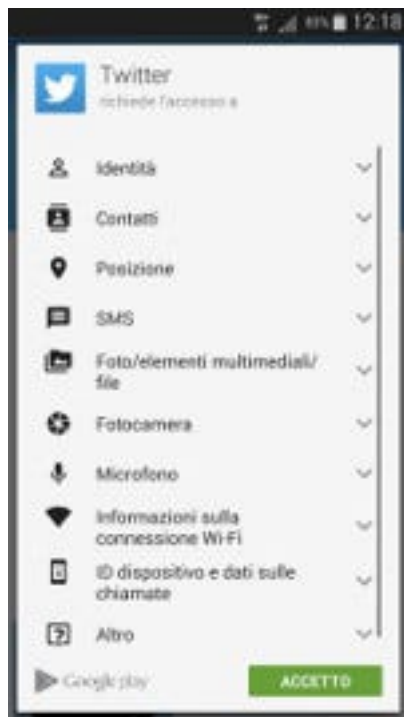 12:18
Twitter
richiede l'accesso a
Identità
Contatti
Posizione
SMS
Foto/elementi multimediali/
file
Fotocamera
Microfono
Informazioni sulla
connessione Wi-Fi
ID dispositivo e dati sulle
chiamate
Altro
Google play
ACCETTO